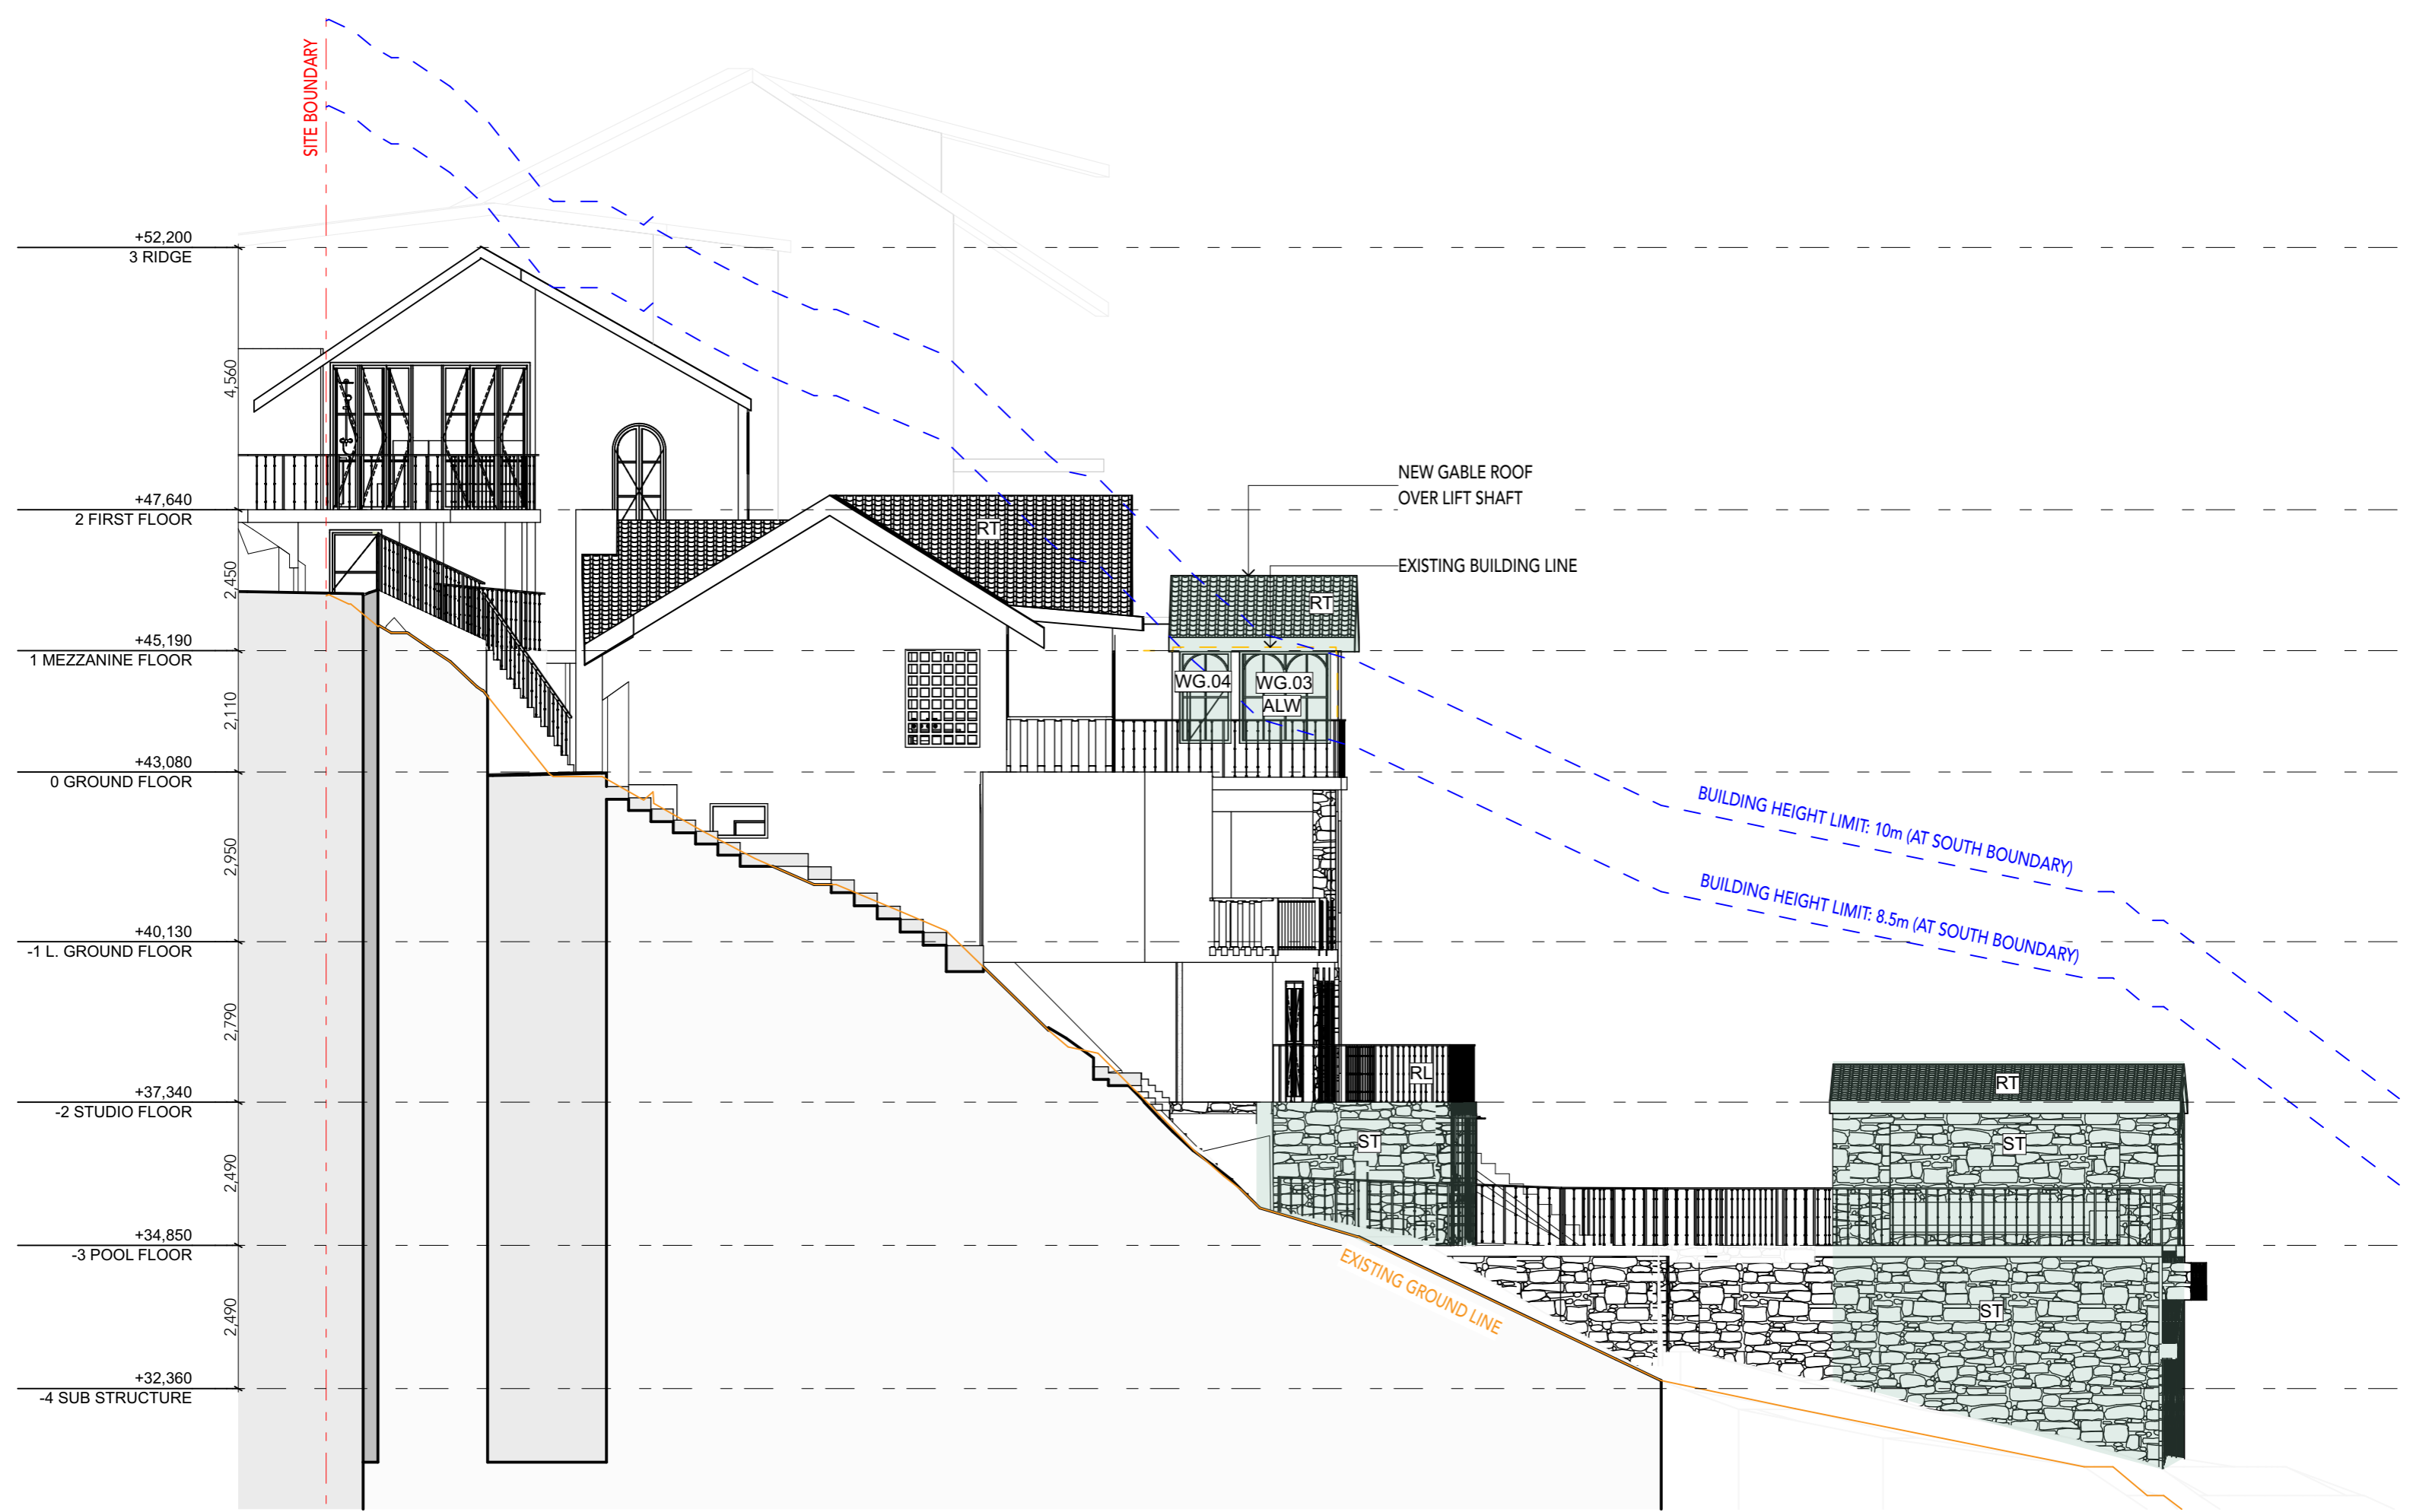 SITE BOUNDARY
+52,200
3 RIDGE
4,560
+47,640
2 FIRST FLOOR
2,450
+45,190
1 MEZZANINE FLOOR
2,110
+43,080
0 GROUND FLOOR
2,950
+40,130
-1 L. GROUND FLOOR
2,790
+37,340
-2 STUDIO FLOOR
2,490
+34,850
-3 POOL FLOOR
2,490
+32,360
-4 SUB STRUCTURE
NEW GABLE ROOF
OVER LIFT SHAFT
EXISTING BUILDING LINE
RT
RT
WG.04
WG.03
ALW
BUILDING HEIGHT LIMIT: 10m (AT SOUTH BOUNDARY)
BUILDING HEIGHT LIMIT: 8.5m (AT SOUTH BOUNDARY)
RL
RT
ST
ST
ST
EXISTING GROUND LINE